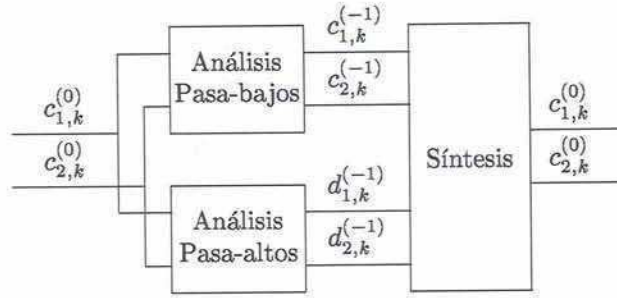 c_{1,k}^{(0)}
c_{2,k}^{(0)}
Análisis
Pasa-bajos
c_{1,k}^{(-1)}
c_{2,k}^{(-1)}
Análisis
Pasa-altos
d_{1,k}^{(-1)}
d_{2,k}^{(-1)}
Síntesis
c_{1,k}^{(0)}
c_{2,k}^{(0)}